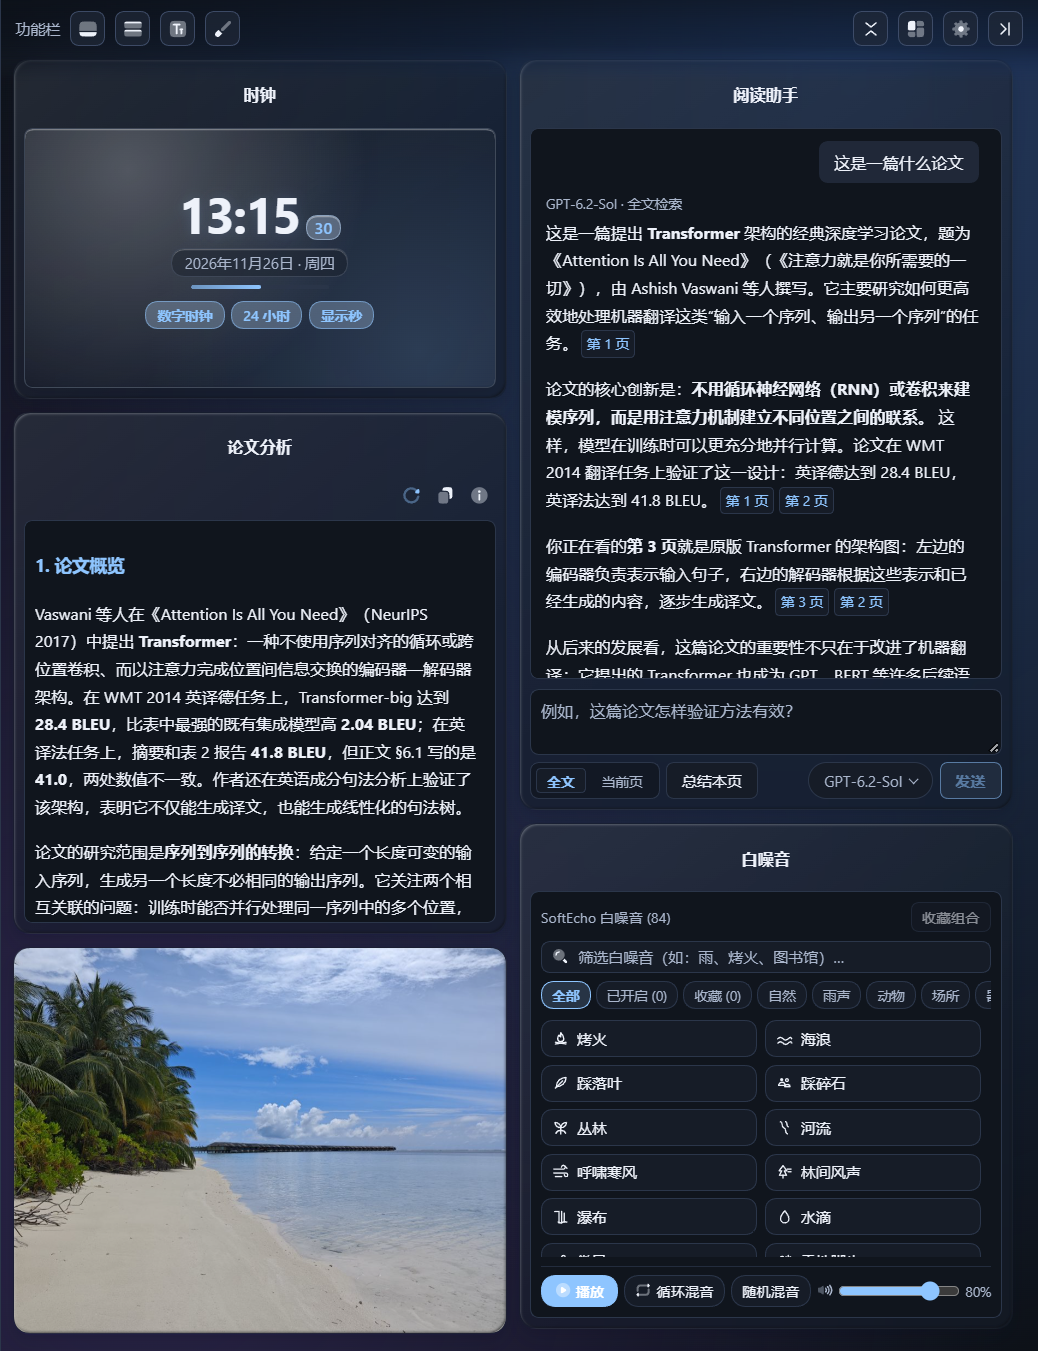 功能栏
时钟
13:15 30
2026年11月26日 · 周四
数字时钟 24 小时 显示秒
论文分析
1. 论文概览
Vaswani 等人在《Attention Is All You Need》（NeurIPS
2017）中提出 Transformer：一种不使用序列对齐的循环或跨
位置卷积、而以注意力完成位置间信息交换的编码器—解码器
架构。在 WMT 2014 英译德任务上，Transformer-big 达到
28.4 BLEU，比表中最强的既有集成模型高 2.04 BLEU；在英
译法任务上，摘要和表 2 报告 41.8 BLEU，但正文 §6.1 写的是
41.0，两处数值不一致。作者还在英语成分句法分析上验证了
该架构，表明它不仅能生成译文，也能生成线性化的句法树。
论文的研究范围是序列到序列的转换：给定一个长度可变的输
入序列，生成另一个长度不必相同的输出序列。它关注两个相
互关联的问题：训练时能否并行处理同一序列中的多个位置，
阅读助手
这是一篇什么论文
GPT-6.2-Sol · 全文检索
这是一篇提出 Transformer 架构的经典深度学习论文，题为
《Attention Is All You Need》（《注意力就是你所需要的一
切》），由 Ashish Vaswani 等人撰写。它主要研究如何更高
效地处理机器翻译这类“输入一个序列、输出另一个序列”的任
务。 第 1 页
论文的核心创新是：不用循环神经网络（RNN）或卷积来建
模序列，而是用注意力机制建立不同位置之间的联系。 这
样，模型在训练时可以更充分地并行计算。论文在 WMT
2014 翻译任务上验证了这一设计：英译德达到 28.4 BLEU，
英译法达到 41.8 BLEU。 第 1 页 第 2 页
你正在看的第 3 页就是原版 Transformer 的架构图：左边的
编码器负责表示输入句子，右边的解码器根据这些表示和已
经生成的内容，逐步生成译文。 第 3 页 第 2 页
从后来的发展看，这篇论文的重要性不只在于改进了机器翻
译：它提出的 Transformer 也成为 GPT、BERT 等许多后续语
例如，这篇论文怎样验证方法有效？
全文 当前页 总结本页 GPT-6.2-Sol 发送
白噪音
SoftEcho 白噪音 (84) 收藏组合
筛选白噪音（如：雨、烤火、图书馆）...
全部 已开启 (0) 收藏 (0) 自然 雨声 动物 场所
烤火 海浪
踩落叶 踩碎石
丛林 河流
呼啸寒风 林间风声
瀑布 水滴
播放 循环混音 随机混音 80%